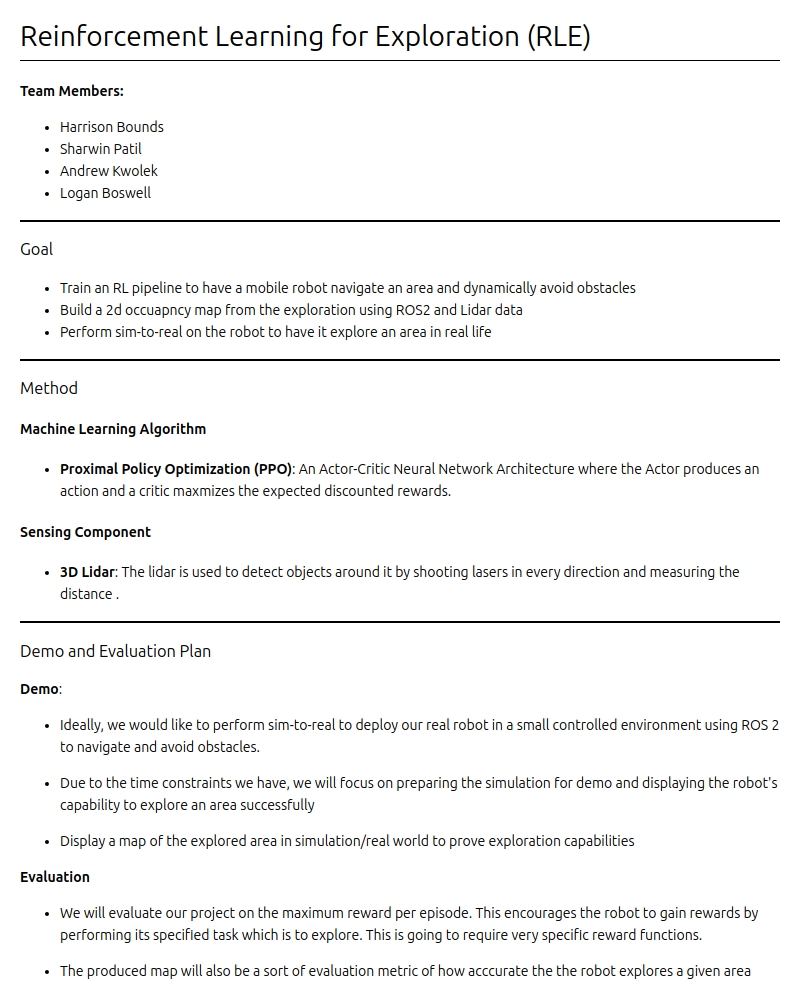 Reinforcement Learning for Exploration (RLE)
Team Members:
• Harrison Bounds
• Sharwin Patil
• Andrew Kwolek
• Logan Boswell
Goal
• Train an RL pipeline to have a mobile robot navigate an area and dynamically avoid obstacles
• Build a 2d occuapncy map from the exploration using ROS2 and Lidar data
• Perform sim-to-real on the robot to have it explore an area in real life
Method
Machine Learning Algorithm
• Proximal Policy Optimization (PPO): An Actor-Critic Neural Network Architecture where the Actor produces an
action and a critic maxmizes the expected discounted rewards.
Sensing Component
• 3D Lidar: The lidar is used to detect objects around it by shooting lasers in every direction and measuring the
distance .
Demo and Evaluation Plan
Demo:
• Ideally, we would like to perform sim-to-real to deploy our real robot in a small controlled environment using ROS 2
to navigate and avoid obstacles.
• Due to the time constraints we have, we will focus on preparing the simulation for demo and displaying the robot's
capability to explore an area successfully
• Display a map of the explored area in simulation/real world to prove exploration capabilities
Evaluation
• We will evaluate our project on the maximum reward per episode. This encourages the robot to gain rewards by
performing its specified task which is to explore. This is going to require very specific reward functions.
• The produced map will also be a sort of evaluation metric of how acccurate the the robot explores a given area